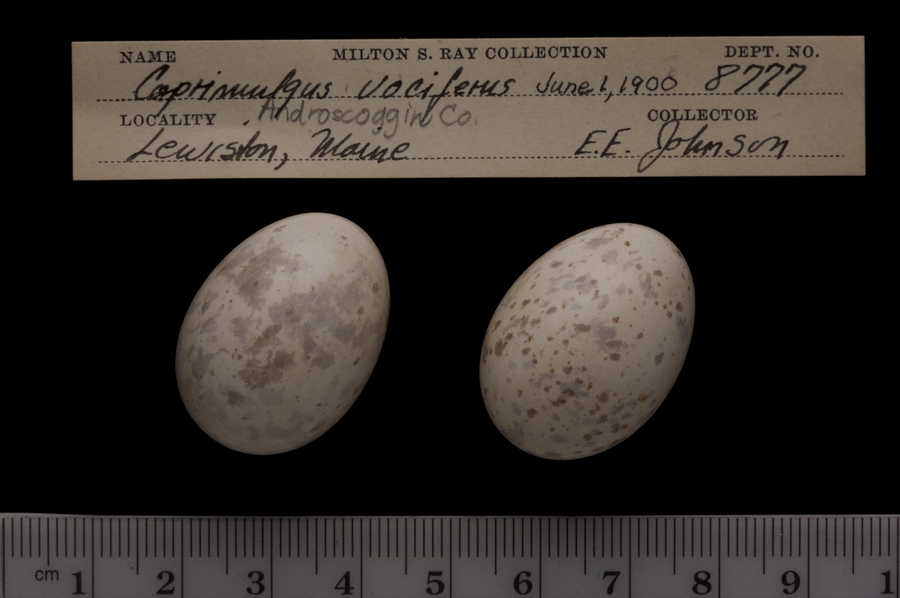 NAME MILTON S. RAY COLLECTION DEPT. NO.
Caprimulgus vociferus June 1, 1900 8777
LOCALITY Androscoggin Co. COLLECTOR
Lewiston, Maine E.E. Johnson
cm 1 2 3 4 5 6 7 8 9 1